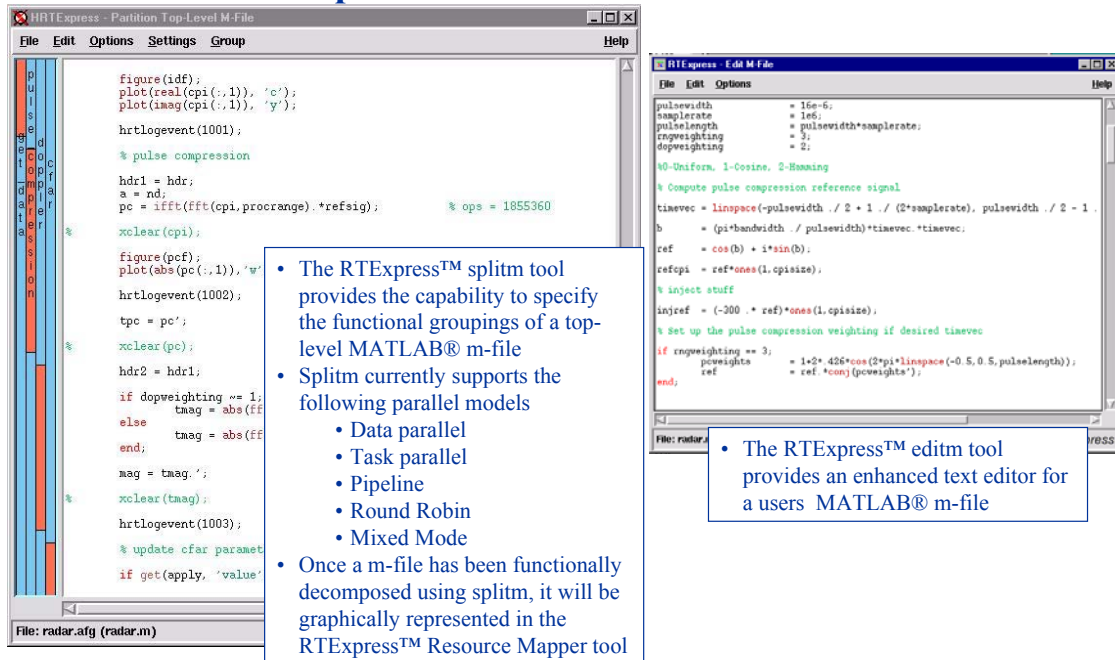 HRTExpress - Partition Top-Level M-File
File Edit Options Settings Group Help
get_data
pulse_compression
doppler
cfar
figure(idf);
plot(real(cpi(:,1)), 'c');
plot(imag(cpi(:,1)), 'y');
hrtlogevent(1001);
% pulse compression
hdr1 = hdr;
a = nd;
pc = ifft(fft(cpi,procrange).*refsig); % ops = 1855360
% xclear(cpi);
figure(pcf);
plot(abs(pc(:,1)),'w'
hrtlogevent(1002);
tpc = pc';
% xclear(pc);
hdr2 = hdr1;
if dopweighting ~= 1;
tmag = abs(ff
else
tmag = abs(ff
end;
mag = tmag.';
% xclear(tmag);
hrtlogevent(1003);
% update cfar paramet
if get(apply, 'value'
File: radar.afg (radar.m)
• The RTExpress™ splitm tool
provides the capability to specify
the functional groupings of a top-
level MATLAB® m-file
• Splitm currently supports the
following parallel models
• Data parallel
• Task parallel
• Pipeline
• Round Robin
• Mixed Mode
• Once a m-file has been functionally
decomposed using splitm, it will be
graphically represented in the
RTExpress™ Resource Mapper tool
RTExpress - Edit M-File
File Edit Options Help
pulsewidth = 16e-6;
samplerate = 1e6;
pulselength = pulsewidth*samplerate;
rngweighting = 3;
dopweighting = 2;
%0-Uniform, 1-Cosine, 2-Hamming
% Compute pulse compression reference signal
timevec = linspace(-pulsewidth ./ 2 + 1 ./ (2*samplerate), pulsewidth ./ 2 - 1 .
b = (pi*bandwidth ./ pulsewidth)*timevec.*timevec;
ref = cos(b) + i*sin(b);
refcpi = ref*ones(1,cpisize);
% inject stuff
injref = (-300 .* ref)*ones(1,cpisize);
% Set up the pulse compression weighting if desired timevec
if rngweighting == 3;
pcweights = 1+2*.426*cos(2*pi*linspace(-0.5,0.5,pulselength));
ref = ref.*conj(pcweights');
end;
File: radar. ress
• The RTExpress™ editm tool
provides an enhanced text editor for
a users MATLAB® m-file